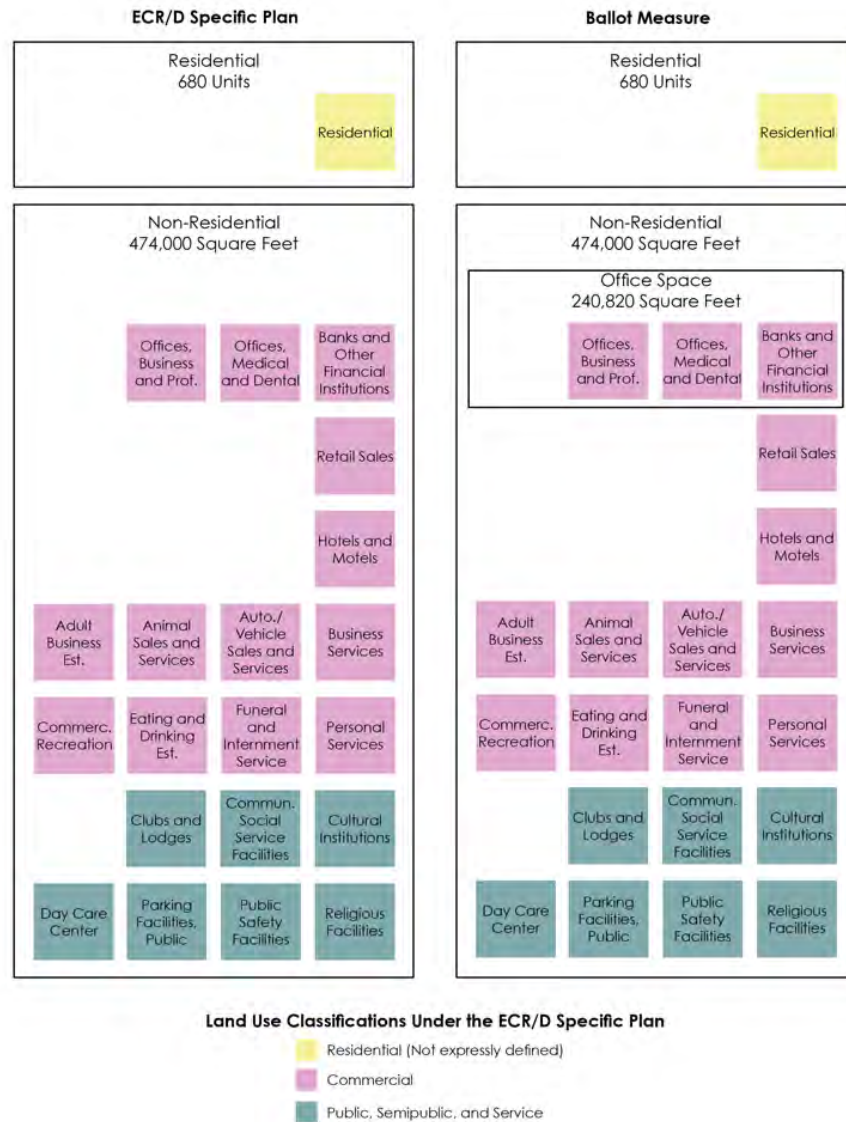 ECR/D Specific Plan
Residential
680 Units
Residential
Non-Residential
474,000 Square Feet
Offices,
Business
and Prof.
Offices,
Medical
and Dental
Banks and
Other
Financial
Institutions
Retail Sales
Hotels and
Motels
Adult
Business
Est.
Animal
Sales and
Services
Auto./
Vehicle
Sales and
Services
Business
Services
Commerc.
Recreation
Eating and
Drinking
Est.
Funeral
and
Internment
Service
Personal
Services
Clubs and
Lodges
Commun.
Social
Service
Facilities
Cultural
Institutions
Day Care
Center
Parking
Facilities,
Public
Public
Safety
Facilities
Religious
Facilities
Ballot Measure
Residential
680 Units
Residential
Non-Residential
474,000 Square Feet
Office Space
240,820 Square Feet
Offices,
Business
and Prof.
Offices,
Medical
and Dental
Banks and
Other
Financial
Institutions
Retail Sales
Hotels and
Motels
Adult
Business
Est.
Animal
Sales and
Services
Auto./
Vehicle
Sales and
Services
Business
Services
Commerc.
Recreation
Eating and
Drinking
Est.
Funeral
and
Internment
Service
Personal
Services
Clubs and
Lodges
Commun.
Social
Service
Facilities
Cultural
Institutions
Day Care
Center
Parking
Facilities,
Public
Public
Safety
Facilities
Religious
Facilities
Land Use Classifications Under the ECR/D Specific Plan
Residential (Not expressly defined)
Commercial
Public, Semipublic, and Service